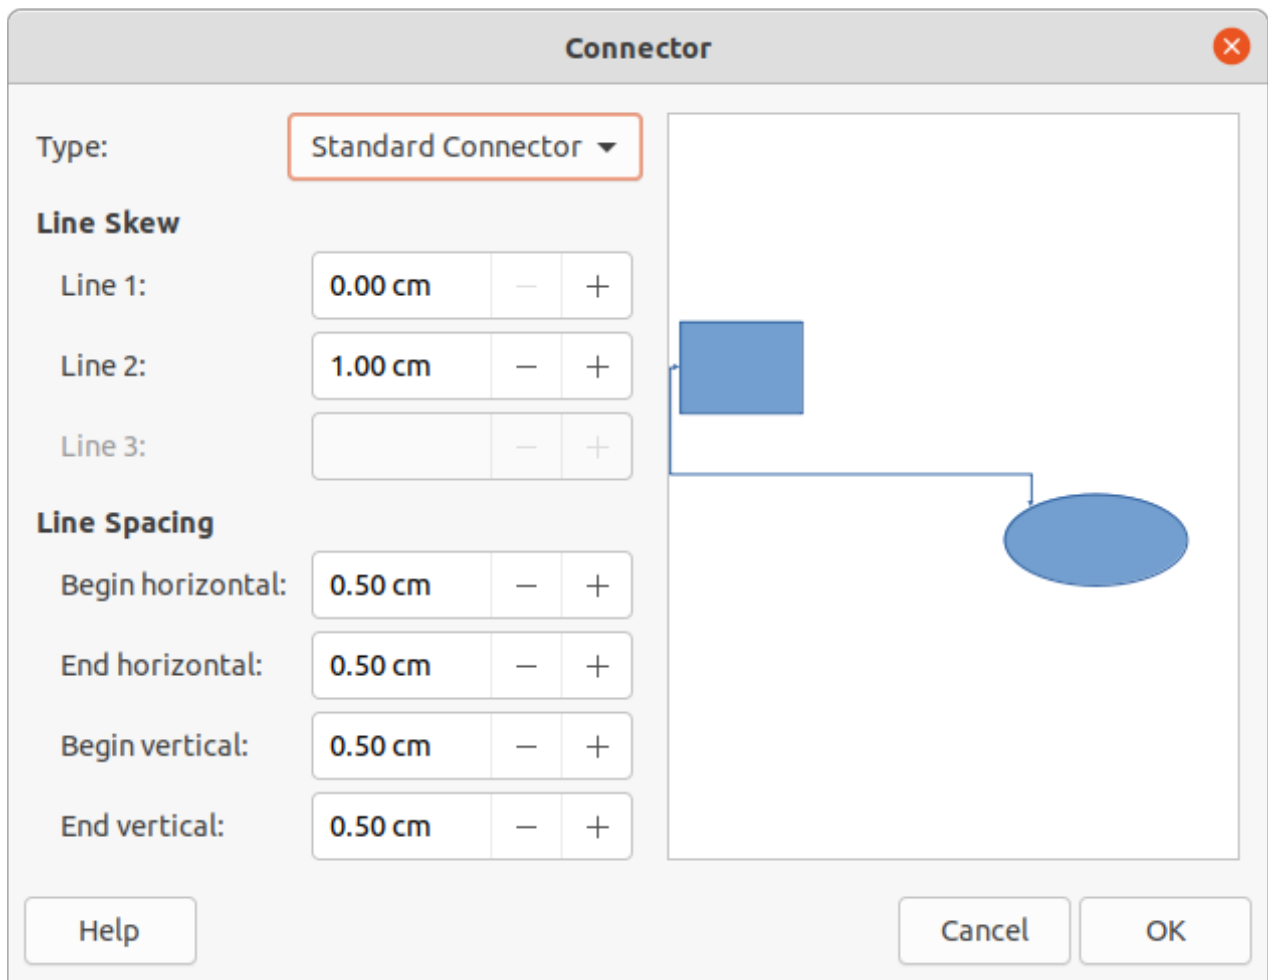 Connector
Type: Standard Connector
Line Skew
Line 1: 0.00 cm
Line 2: 1.00 cm
Line 3:
Line Spacing
Begin horizontal: 0.50 cm
End horizontal: 0.50 cm
Begin vertical: 0.50 cm
End vertical: 0.50 cm
Help Cancel OK